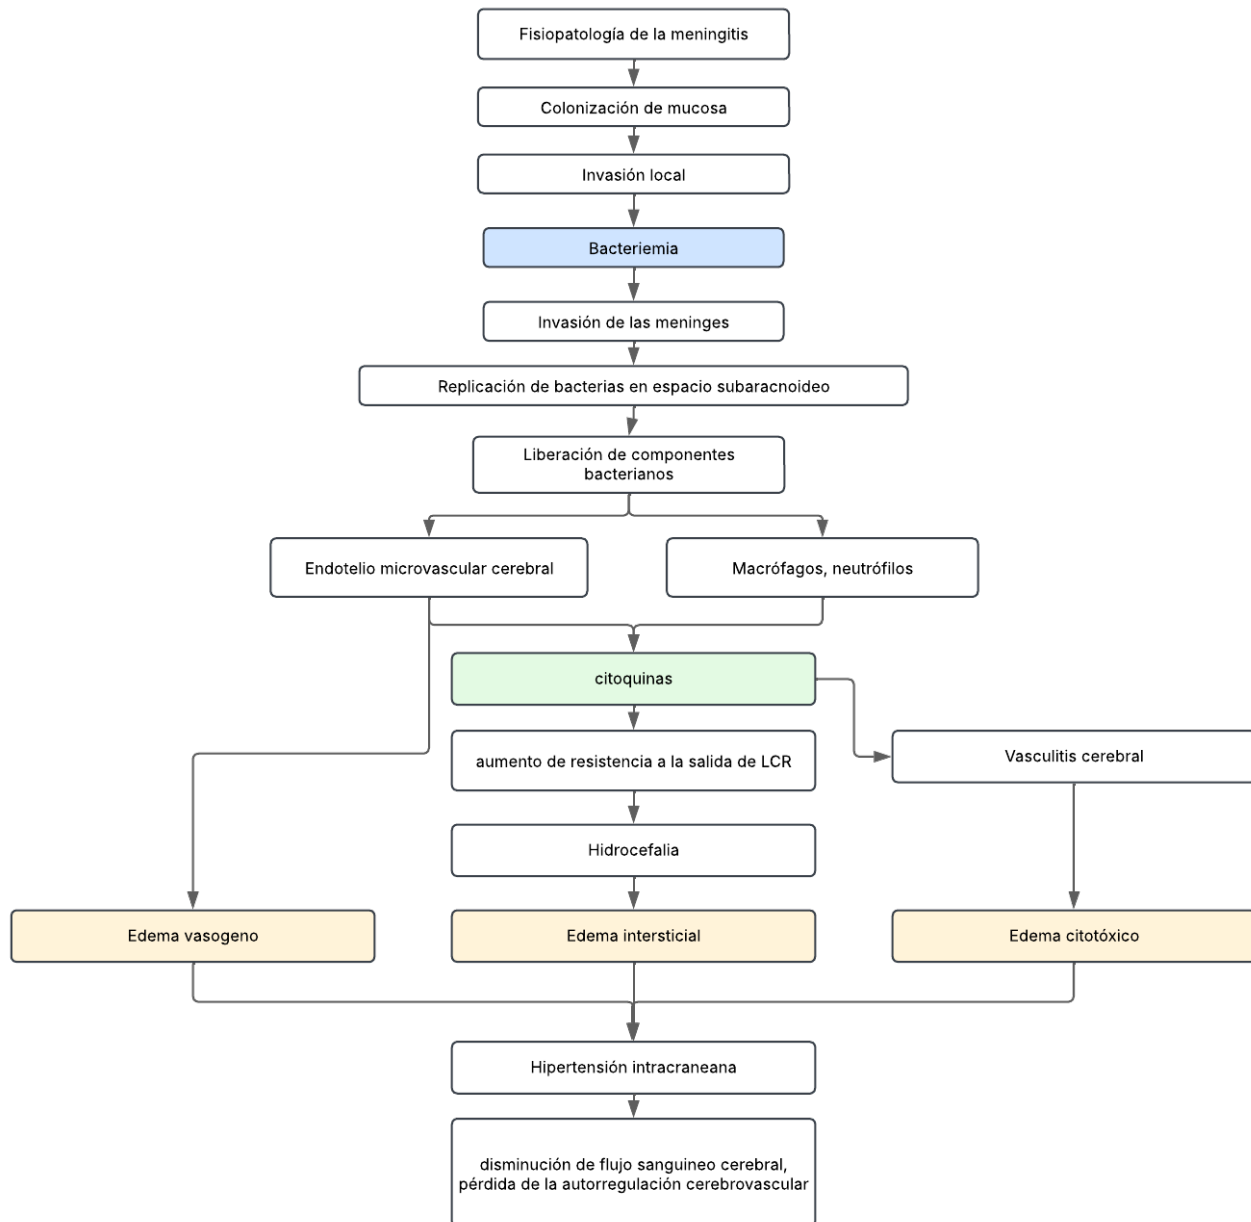 Fisiopatología de la meningitis
Colonización de mucosa
Invasión local
Bacteriemia
Invasión de las meninges
Replicación de bacterias en espacio subaracnoideo
Liberación de componentes
bacterianos
Endotelio microvascular cerebral
Macrófagos, neutrófilos
citoquinas
aumento de resistencia a la salida de LCR
Vasculitis cerebral
Hidrocefalia
Edema vasogeno
Edema intersticial
Edema citotóxico
Hipertensión intracraneana
disminución de flujo sanguineo cerebral,
pérdida de la autorregulación cerebrovascular